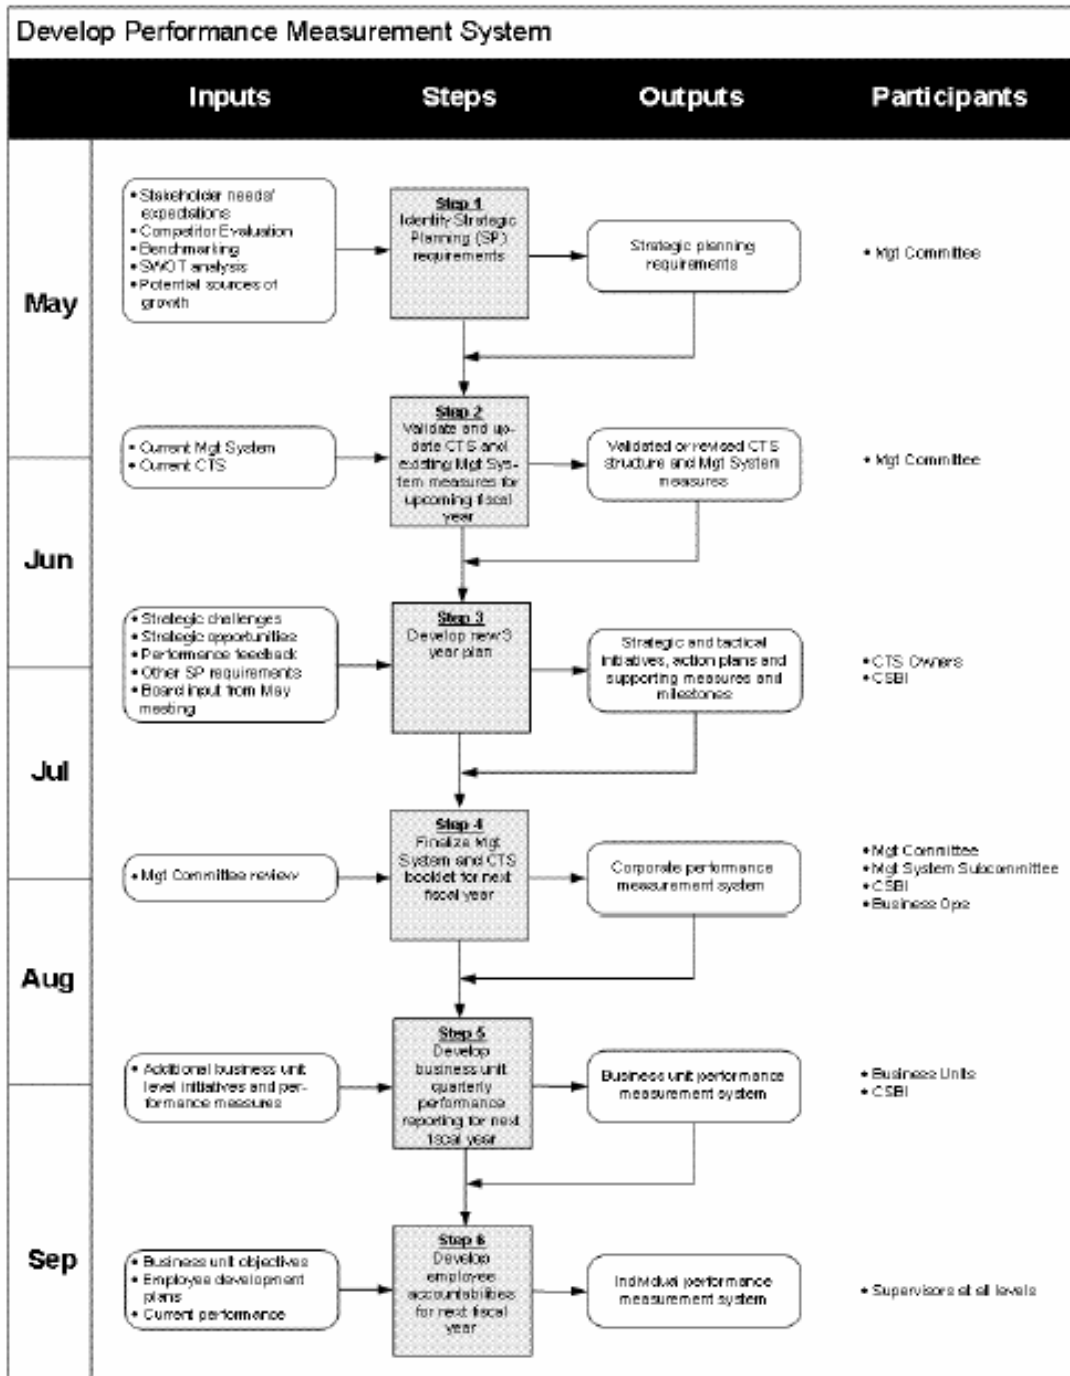 Develop Performance Measurement System
Inputs
Steps
Outputs
Participants
May
• Stakeholder needs/
expectations
• Competitor Evaluation
• Benchmarking
• SWOT analysis
• Potential sources of
growth
Step 1
Identify Strategic
Planning (SP)
requirements
Strategic planning
requirements
• Mgt Committee
• Current Mgt System
• Current CTS
Step 2
Validate and up-
date CTS and
existing Mgt Sys-
tem measures for
upcoming fiscal
year
Validated or revised CTS
structure and Mgt System
measures
• Mgt Committee
Jun
• Strategic challenges
• Strategic opportunities
• Performance feedback
• Other SP requirements
• Board input from May
meeting
Step 3
Develop new 3
year plan
Strategic and tactical
initiatives, action plans and
supporting measures and
milestones
• CTS Owners
• CSBI
Jul
• Mgt Committee review
Step 4
Finalize Mgt
System and CTS
booklet for next
fiscal year
Corporate performance
measurement system
• Mgt Committee
• Mgt System Subcommittee
• CSBI
• Business Ops
Aug
• Additional business unit
level initiatives and per-
formance measures
Step 5
Develop
business unit
quarterly
performance
reporting for next
fiscal year
Business unit performance
measurement system
• Business Units
• CSBI
Sep
• Business unit objectives
• Employee development
plans
• Current performance
Step 6
Develop
employee
accountabilities
for next fiscal
year
Individual performance
measurement system
• Supervisors at all levels